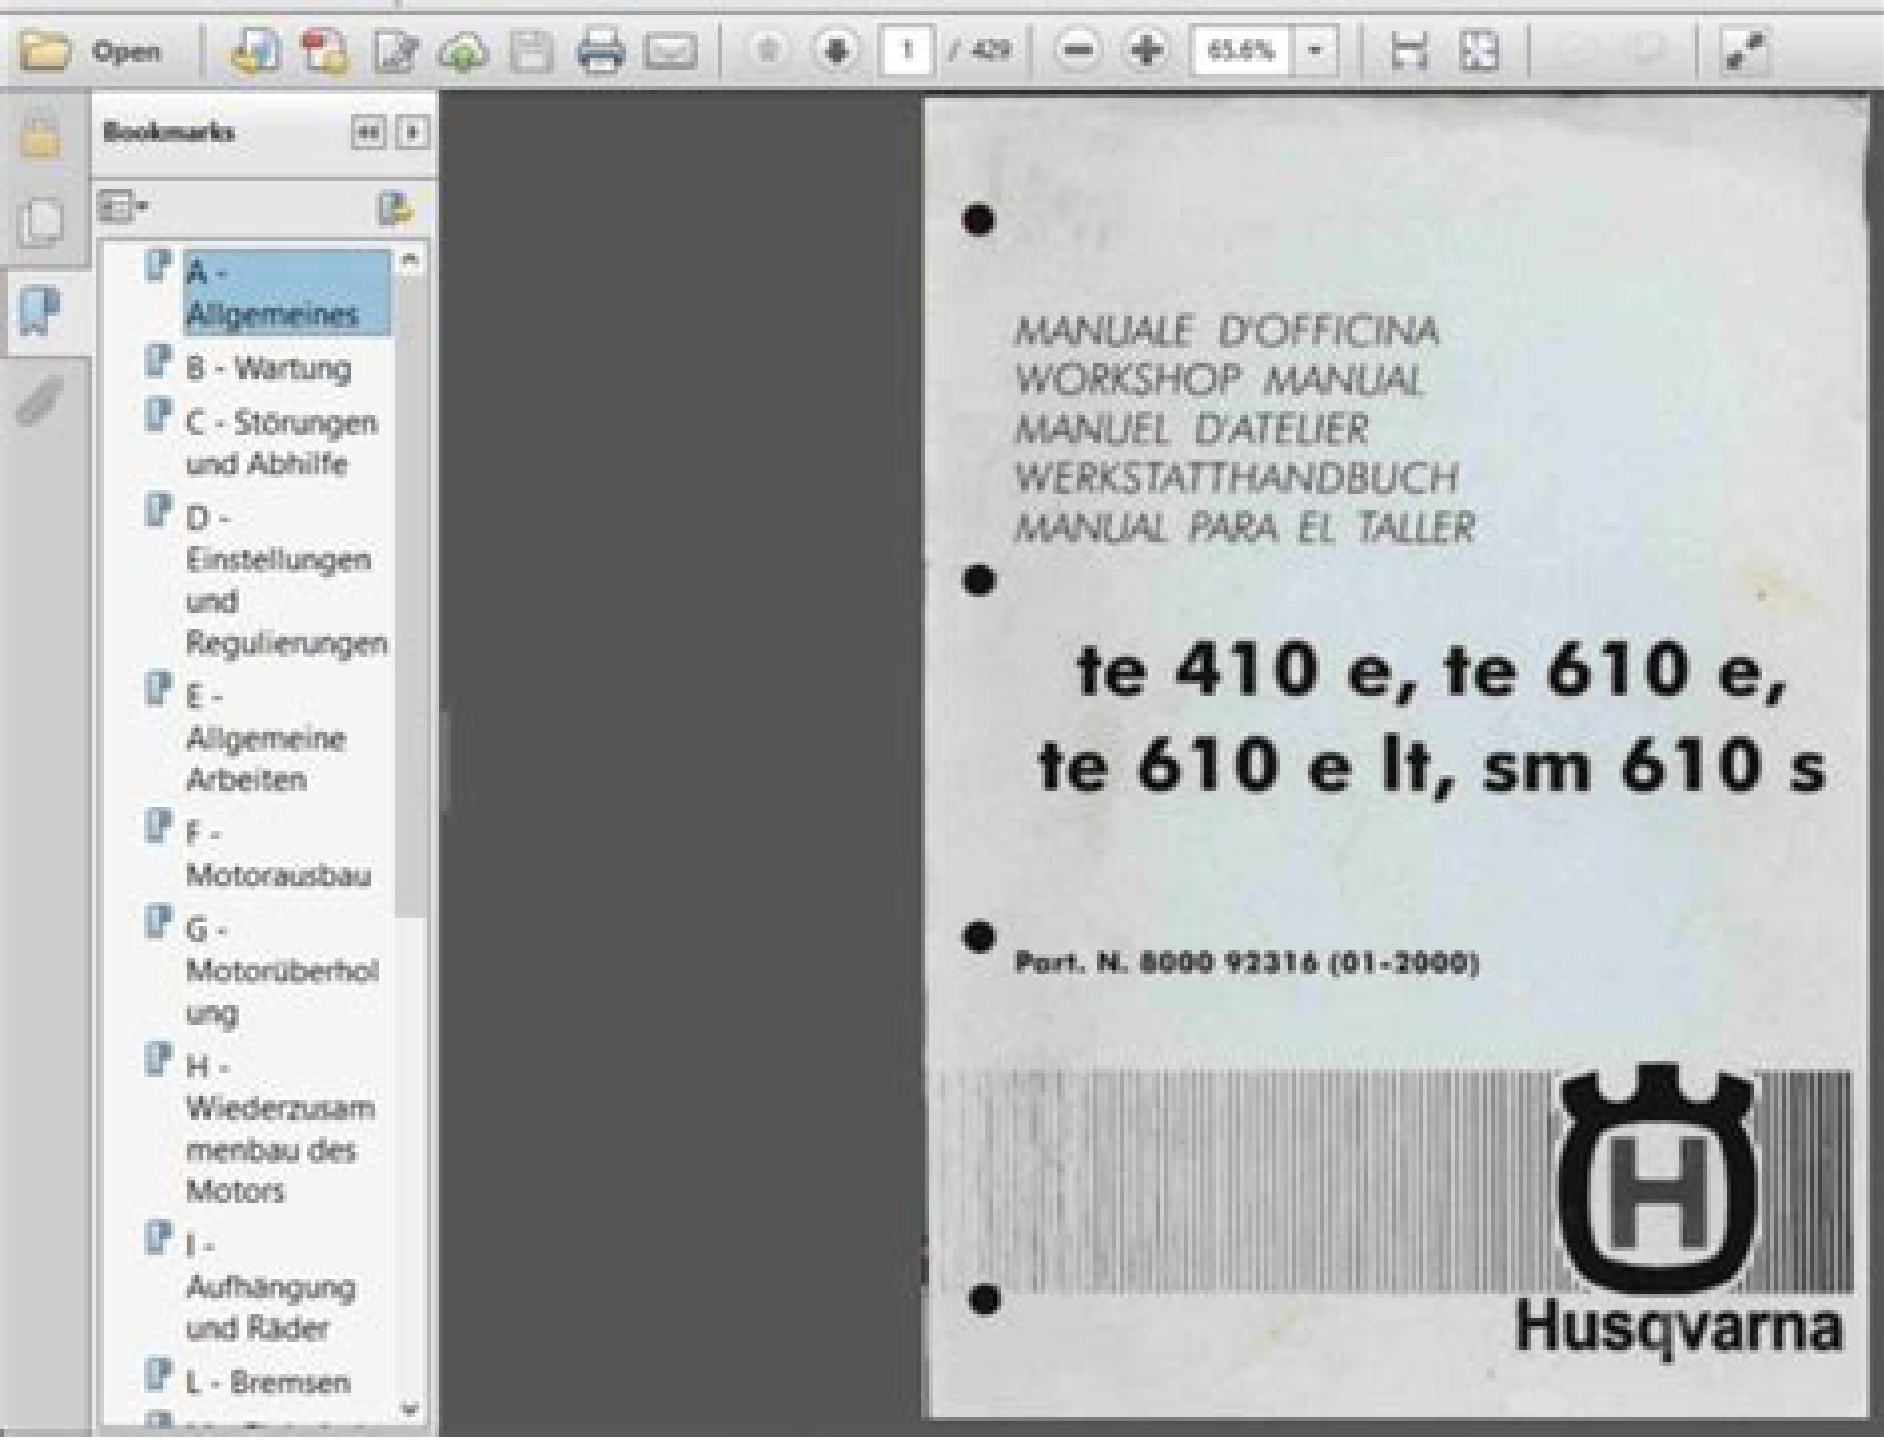 Open
1 / 429
65.6%
Bookmarks
A -
Allgemeines
B - Wartung
C - Störungen
und Abhilfe
D -
Einstellungen
und
Regulierungen
E -
Allgemeine
Arbeiten
F -
Motorausbau
G -
Motorüberhol
ung
H -
Wiederzusam
menbau des
Motors
I -
Aufhängung
und Räder
L - Bremsen
MANUALE D'OFFICINA
WORKSHOP MANUAL
MANUEL D'ATELIER
WERKSTATTHANDBUCH
MANUAL PARA EL TALLER
te 410 e, te 610 e,
te 610 e lt, sm 610 s
Part. N. 8000 92316 (01-2000)
H
Husqvarna